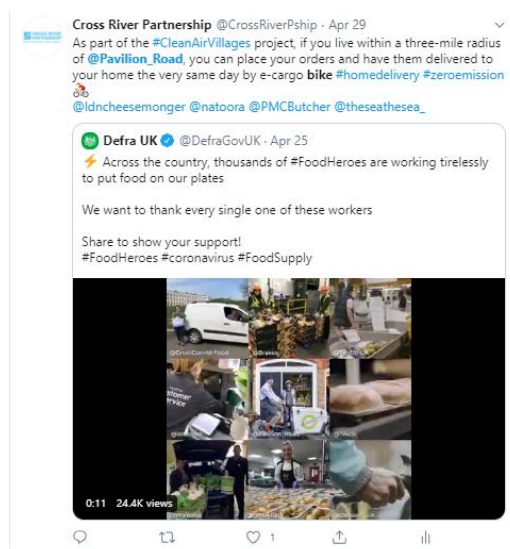 Cross River Partnership @CrossRiverPship · Apr 29
As part of the #CleanAirVillages project, if you live within a three-mile radius
of @Pavilion_Road, you can place your orders and have them delivered to
your home the very same day by e-cargo bike #homedelivery #zeroemission
@ldncheesemonger @natoora @PMCButcher @theseathesea_
Defra UK @DefraGovUK · Apr 25
⚡ Across the country, thousands of #FoodHeroes are working tirelessly
to put food on our plates
We want to thank every single one of these workers
Share to show your support!
#FoodHeroes #coronavirus #FoodSupply
@Brakes
stomer
ervice
@Tesco
0:11 24.4K views
1